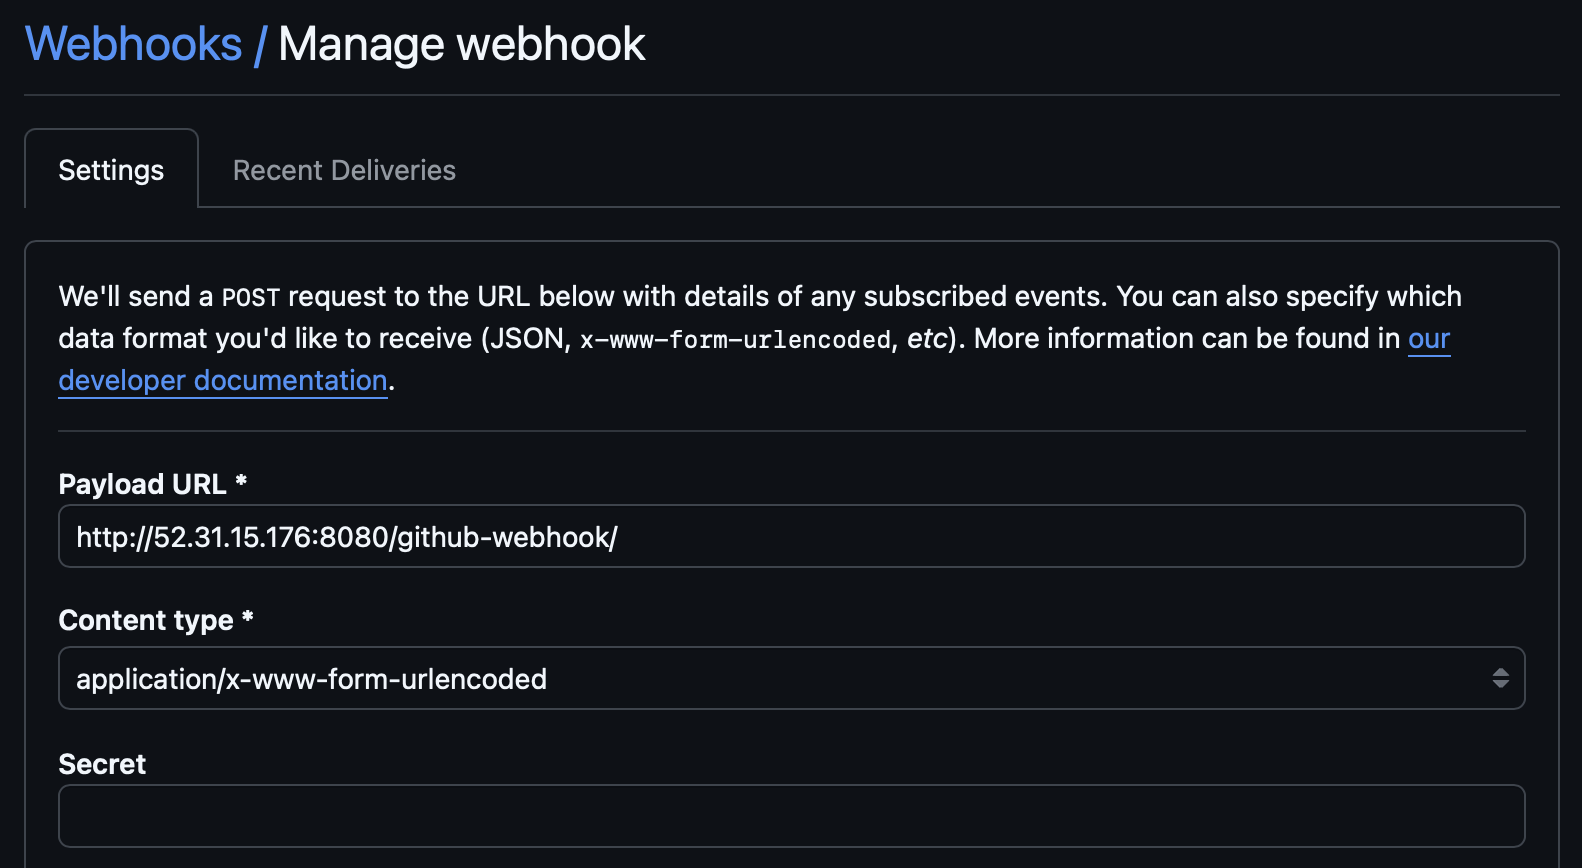 Webhooks / Manage webhook
Settings
Recent Deliveries
We'll send a POST request to the URL below with details of any subscribed events. You can also specify which
data format you'd like to receive (JSON, x-www-form-urlencoded, etc). More information can be found in our
developer documentation.
Payload URL *
http://52.31.15.176:8080/github-webhook/
Content type *
application/x-www-form-urlencoded
Secret